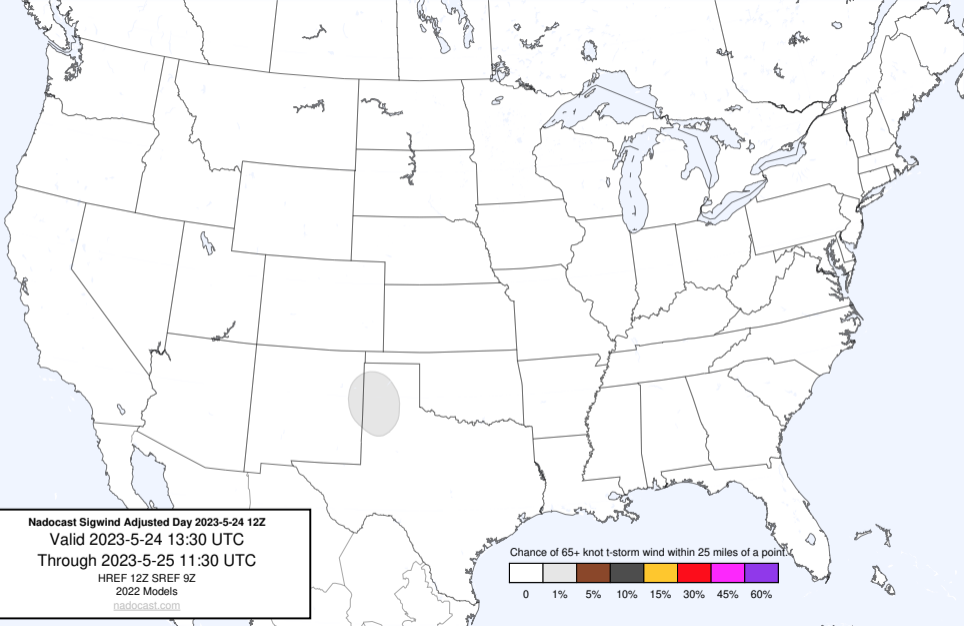 Nadocast Sigwind Adjusted Day 2023-5-24 12Z
Valid 2023-5-24 13:30 UTC
Through 2023-5-25 11:30 UTC
HREF 12Z SREF 9Z
2022 Models
nadocast.com
Chance of 65+ knot t-storm wind within 25 miles of a point.
0 1% 5% 10% 15% 30% 45% 60%